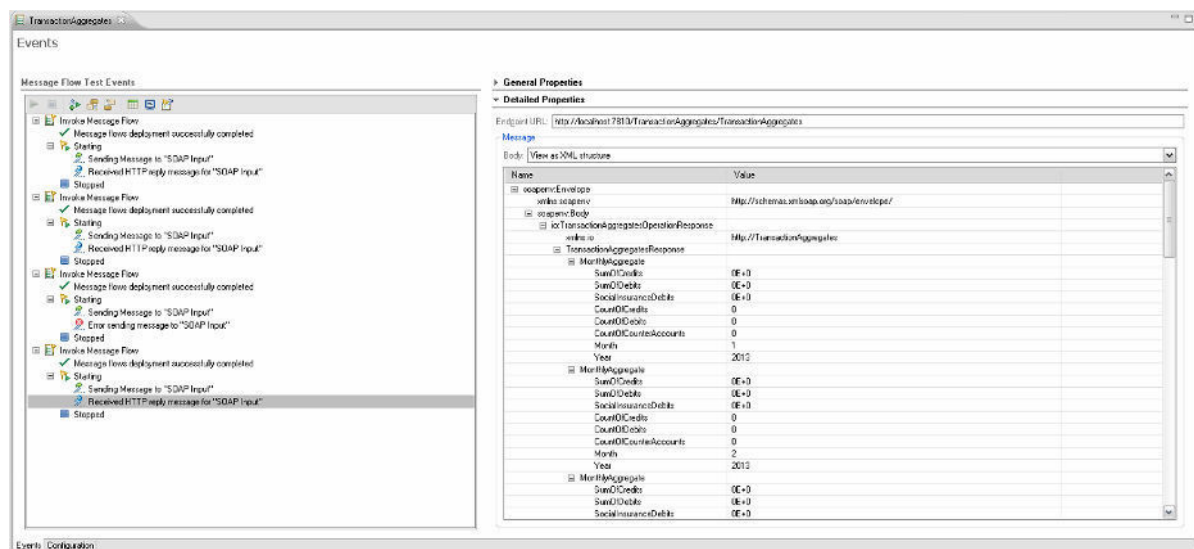 TransactionAggregates
Events
Message Flow Test Events
Invoke Message Flow
Message flows deployment successfully completed
Starting
Sending Message to "SOAP Input"
Received HTTP reply message for "SOAP Input"
Stopped
Invoke Message Flow
Message flows deployment successfully completed
Starting
Sending Message to "SOAP Input"
Received HTTP reply message for "SOAP Input"
Stopped
Invoke Message Flow
Message flows deployment successfully completed
Starting
Sending Message to "SOAP Input"
Error sending message to "SOAP Input"
Stopped
Invoke Message Flow
Message flows deployment successfully completed
Starting
Sending Message to "SOAP Input"
Received HTTP reply message for "SOAP Input"
Stopped
General Properties
Detailed Properties
Endpoint URL: http://localhost:7810/TransactionAggregates/TransactionAggregates
Message
Body: View as XML structure
Name Value
soapenv:Envelope
xmlns:soapenv http://schemas.xmlsoap.org/soap/envelope/
soapenv:Body
io:TransactionAggregatesOperationResponse
xmlns:io http://TransactionAggregates
TransactionAggregatesResponse
MonthlyAggregate
SumOfCredits 0E+0
SumOfDebits 0E+0
SocialInsuranceDebits 0E+0
CountOfCredits 0
CountOfDebits 0
CountOfCounterAccounts 0
Month 1
Year 2013
MonthlyAggregate
SumOfCredits 0E+0
SumOfDebits 0E+0
SocialInsuranceDebits 0E+0
CountOfCredits 0
CountOfDebits 0
CountOfCounterAccounts 0
Month 2
Year 2013
MonthlyAggregate
SumOfCredits 0E+0
SumOfDebits 0E+0
SocialInsuranceDebits 0E+0
Events Configuration